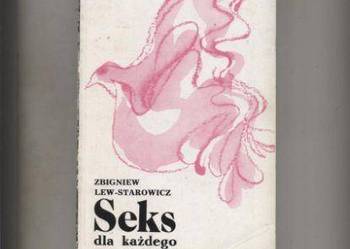 ZBIGNIEW
LEW-STAROWICZ
Seks
dla każdego